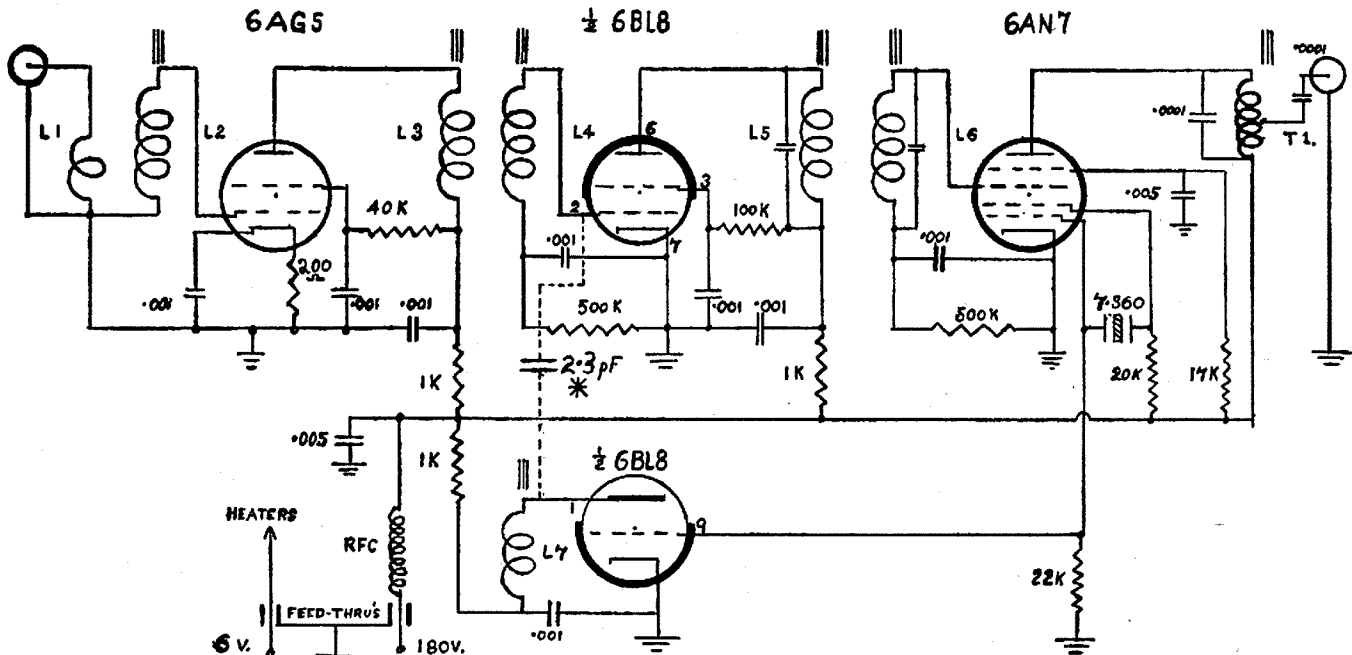 6AG5
½ 6BL8
6AN7
.0001
L1
L2
L3
L4
6
L5
L6
.0001
T1.
2
3
.005
40K
100K
7
.001
.001
200
Ω
.001
.001
.001
.001
.001
500K
500K
7.360
2.3pF
*
1K
1K
20K
17K
.005
1K
½ 6BL8
HEATERS
1
9
RFC
L7
22K
FEED-THRU'S
.001
6 V.
180V.